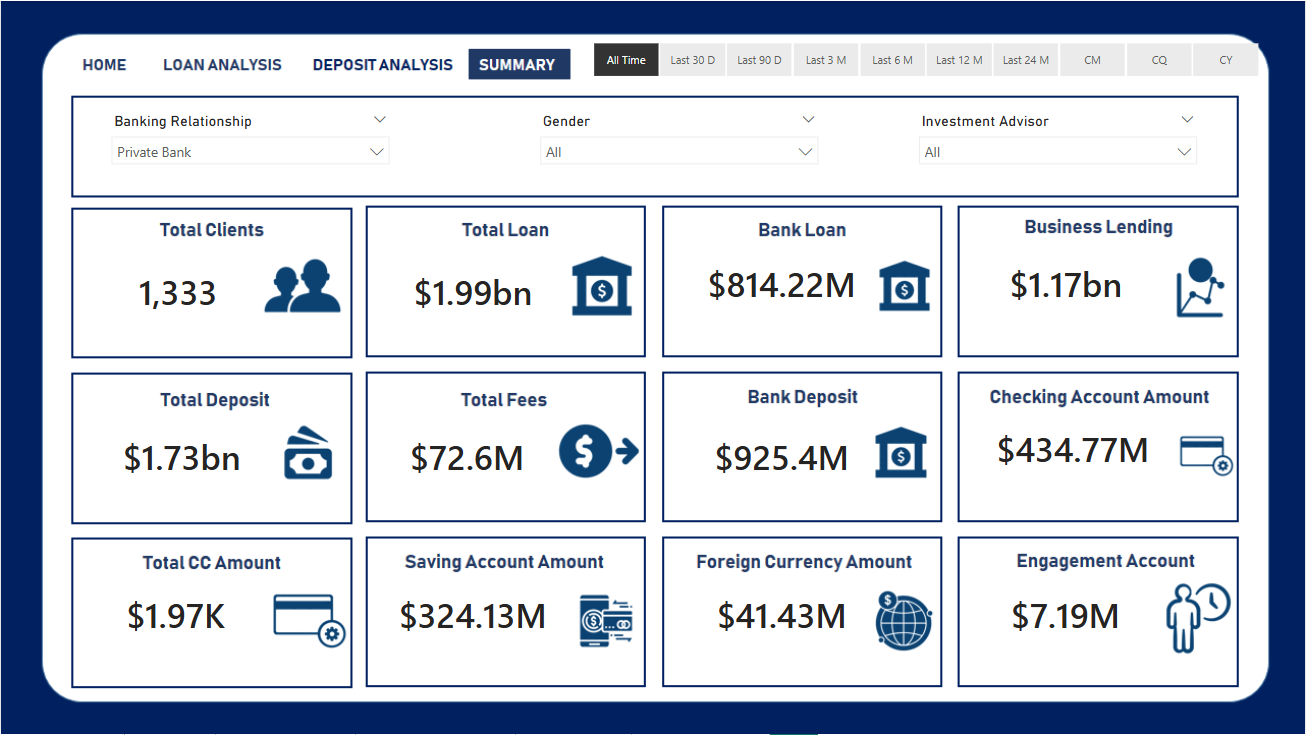 HOME LOAN ANALYSIS DEPOSIT ANALYSIS SUMMARY All Time Last 30 D Last 90 D Last 3 M Last 6 M Last 12 M Last 24 M CM CQ CY
Banking Relationship Gender Investment Advisor
Private Bank All All
Total Clients Total Loan Bank Loan Business Lending
1,333 $1.99bn $814.22M $1.17bn
Total Deposit Total Fees Bank Deposit Checking Account Amount
$1.73bn $72.6M $925.4M $434.77M
Total CC Amount Saving Account Amount Foreign Currency Amount Engagement Account
$1.97K $324.13M $41.43M $7.19M